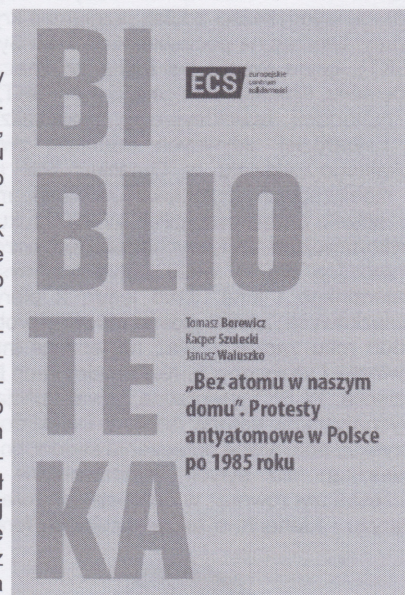 BI
BLIO
TE
KA
ECS europejskie
centrum
solidarności
Tomasz Borewicz
Kacper Szulecki
Janusz Waluszko
„Bez atomu w naszym
domu”. Protesty
antyatomowe w Polsce
po 1985 roku